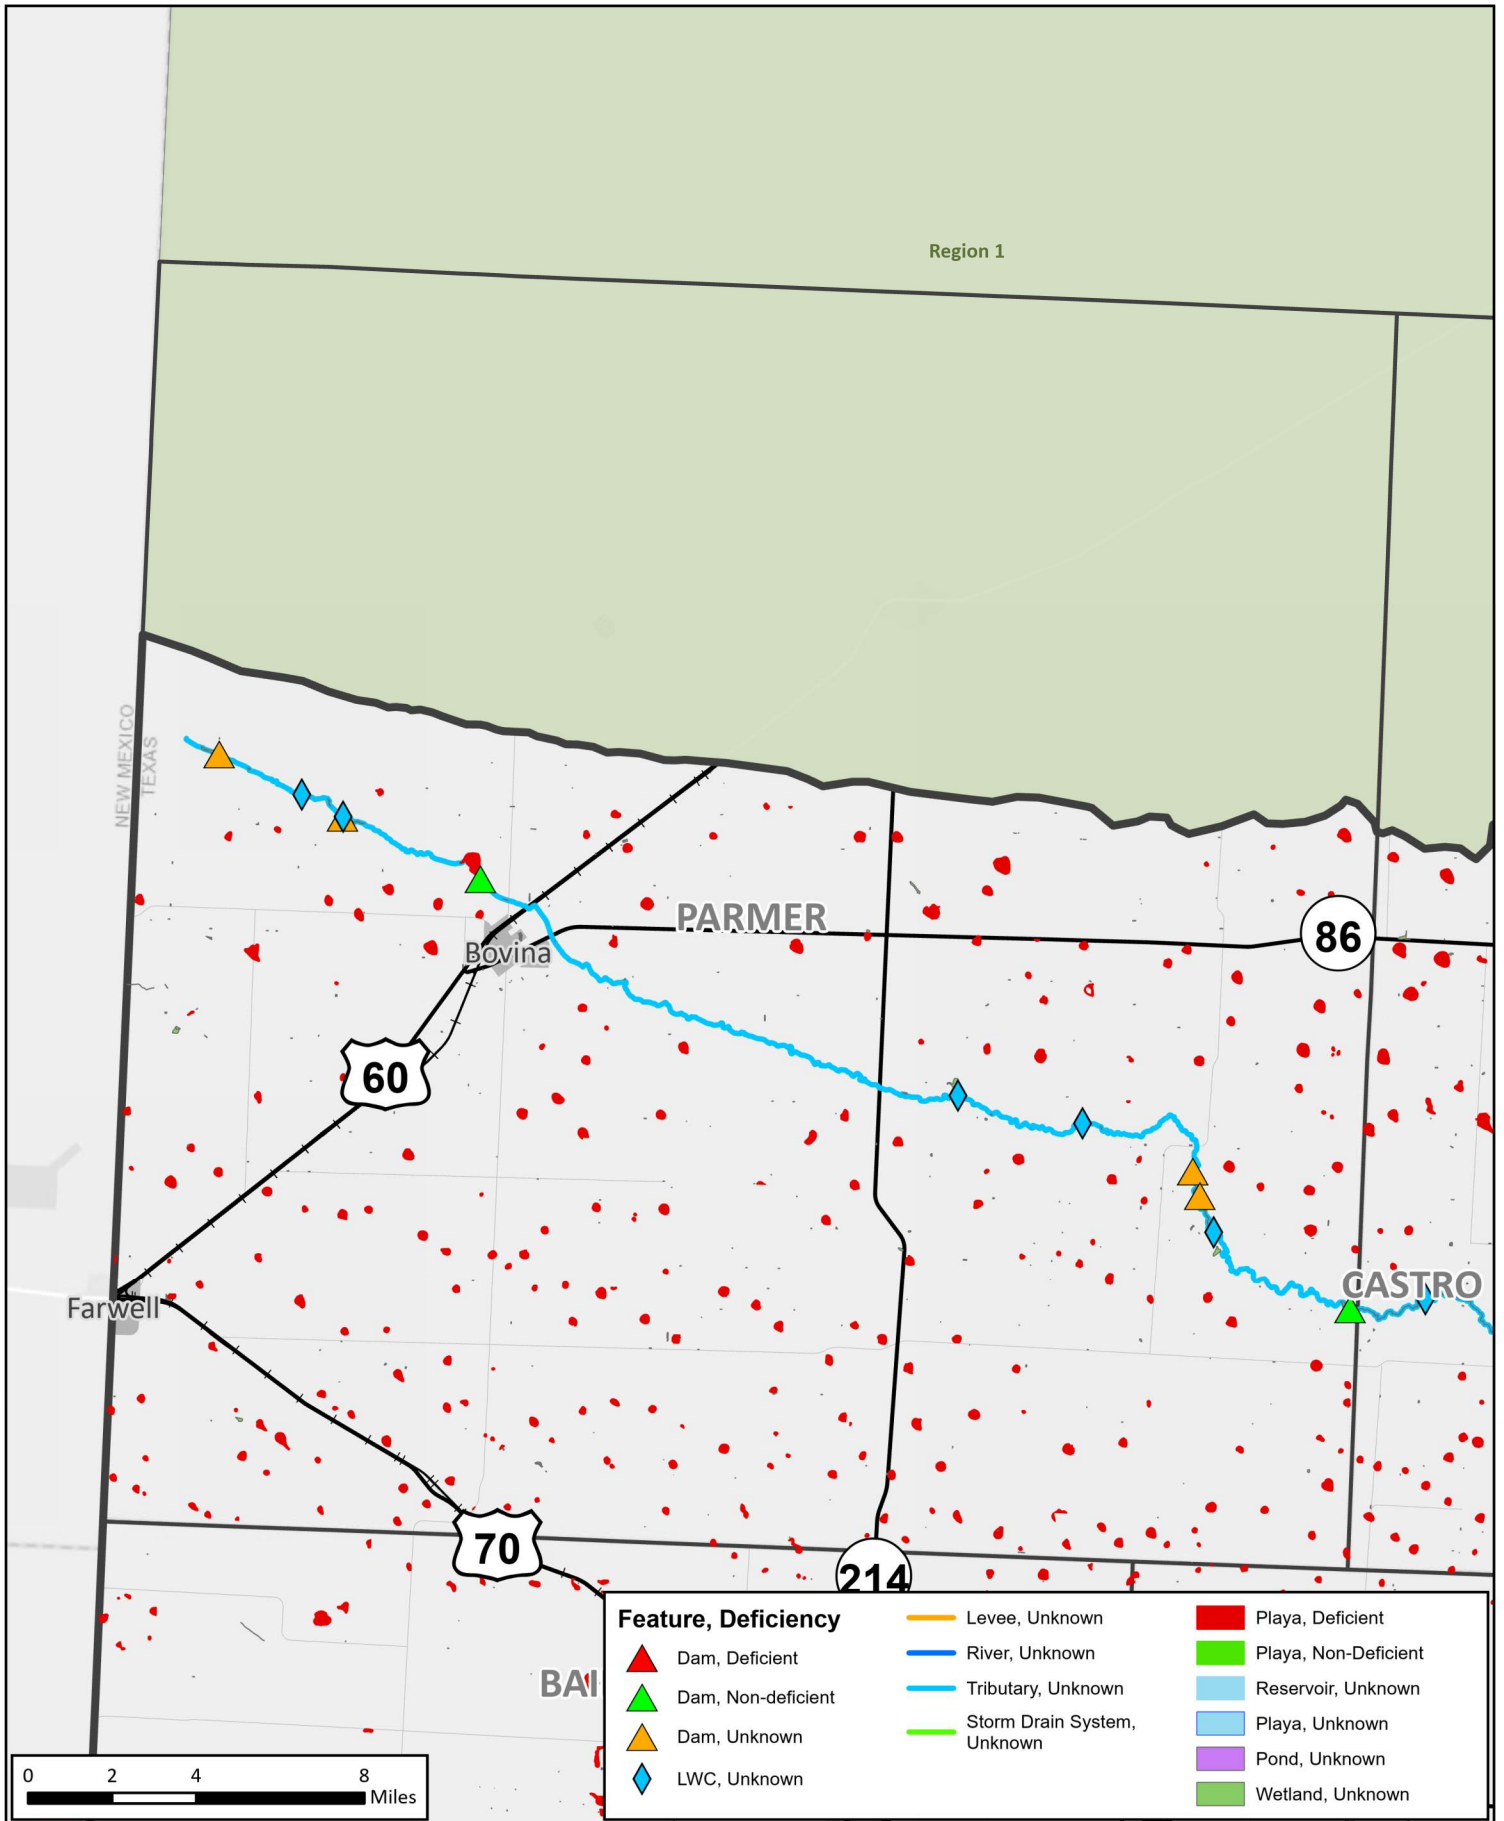 Region 1
NEW MEXICO
TEXAS
PARMER
86
Bovina
60
CASTRO
Farwell
70
214
BAI
Feature, Deficiency
Dam, Deficient
Dam, Non-deficient
Dam, Unknown
LWC, Unknown
Levee, Unknown
River, Unknown
Tributary, Unknown
Storm Drain System,
Unknown
Playa, Deficient
Playa, Non-Deficient
Reservoir, Unknown
Playa, Unknown
Pond, Unknown
Wetland, Unknown
0 2 4 8
Miles